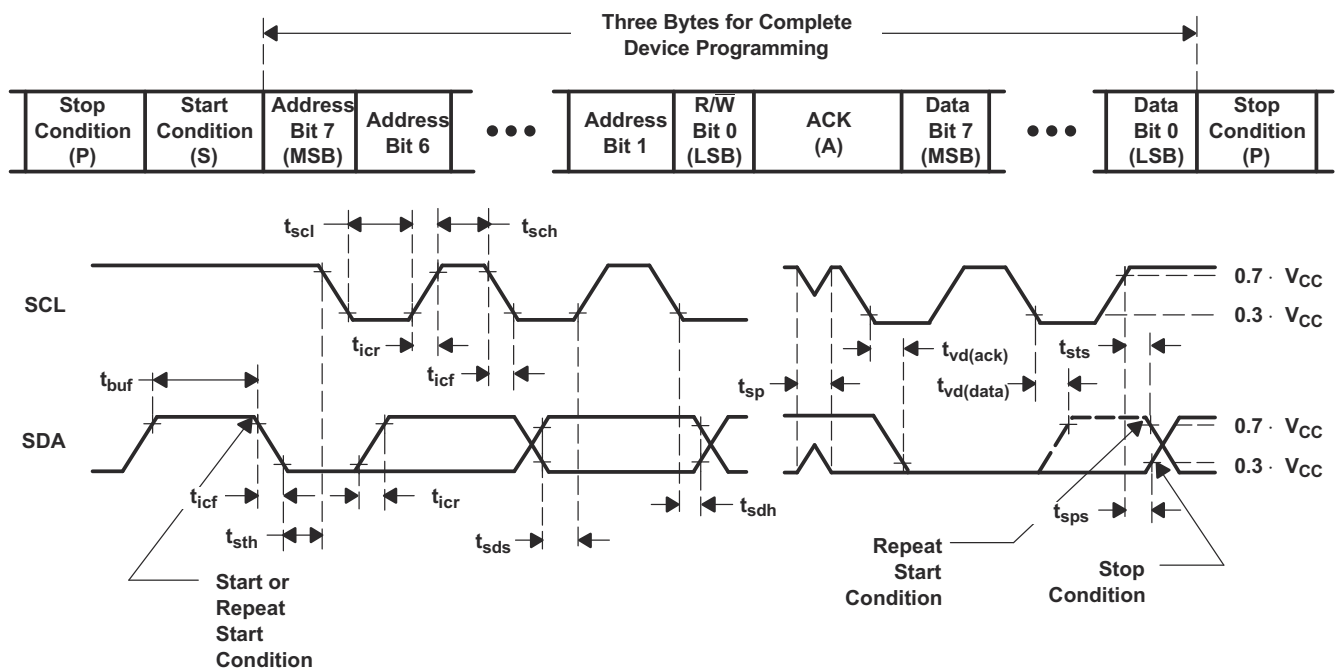 Three Bytes for Complete
Device Programming
Stop
Condition
(P)
Start
Condition
(S)
Address
Bit 7
(MSB)
Address
Bit 6
•••
Address
Bit 1
R/W̅
Bit 0
(LSB)
ACK
(A)
Data
Bit 7
(MSB)
•••
Data
Bit 0
(LSB)
Stop
Condition
(P)
tscl
tsch
0.7 · VCC
SCL
0.3 · VCC
ticr
tvd(ack)
tsts
tbuf
ticf
tsp
tvd(data)
SDA
0.7 · VCC
0.3 · VCC
ticf
ticr
tsdh
tsps
tsth
tsds
Repeat
Start
Condition
Stop
Condition
Start or
Repeat
Start
Condition